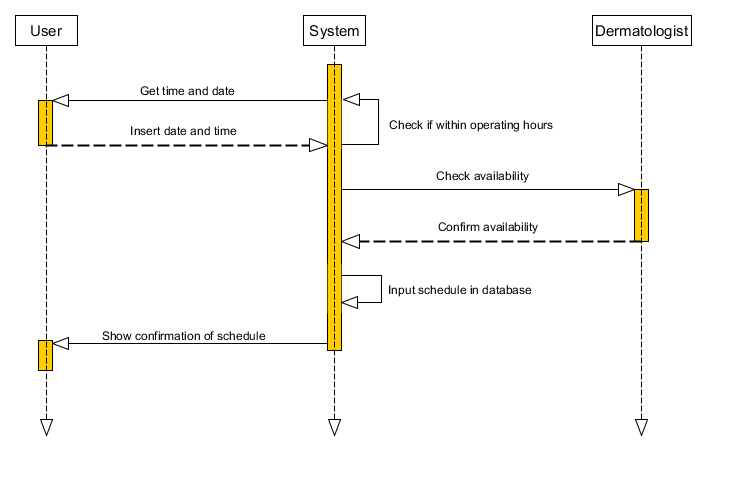 User
System
Dermatologist
Get time and date
Check if within operating hours
Insert date and time
Check availability
Confirm availability
Input schedule in database
Show confirmation of schedule